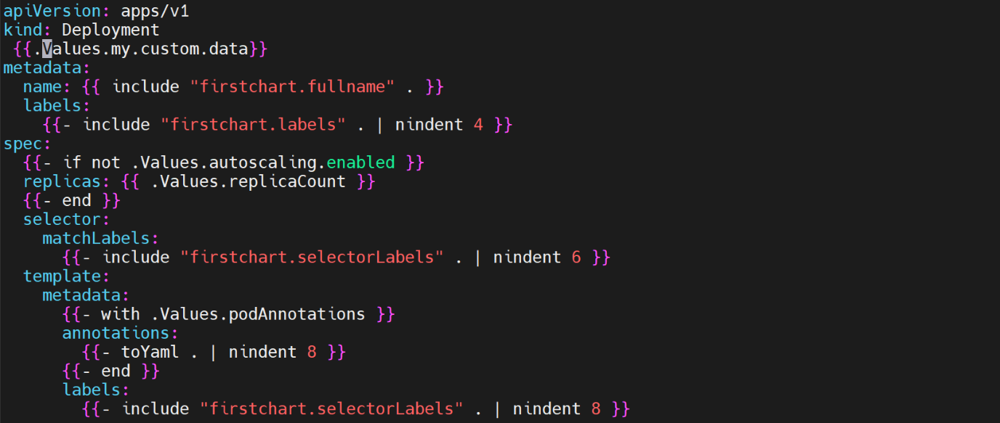 apiVersion: apps/v1
kind: Deployment
 {{.Values.my.custom.data}}
metadata:
  name: {{ include "firstchart.fullname" . }}
  labels:
    {{- include "firstchart.labels" . | nindent 4 }}
spec:
  {{- if not .Values.autoscaling.enabled }}
  replicas: {{ .Values.replicaCount }}
  {{- end }}
  selector:
    matchLabels:
      {{- include "firstchart.selectorLabels" . | nindent 6 }}
  template:
    metadata:
      {{- with .Values.podAnnotations }}
      annotations:
        {{- toYaml . | nindent 8 }}
      {{- end }}
      labels:
        {{- include "firstchart.selectorLabels" . | nindent 8 }}